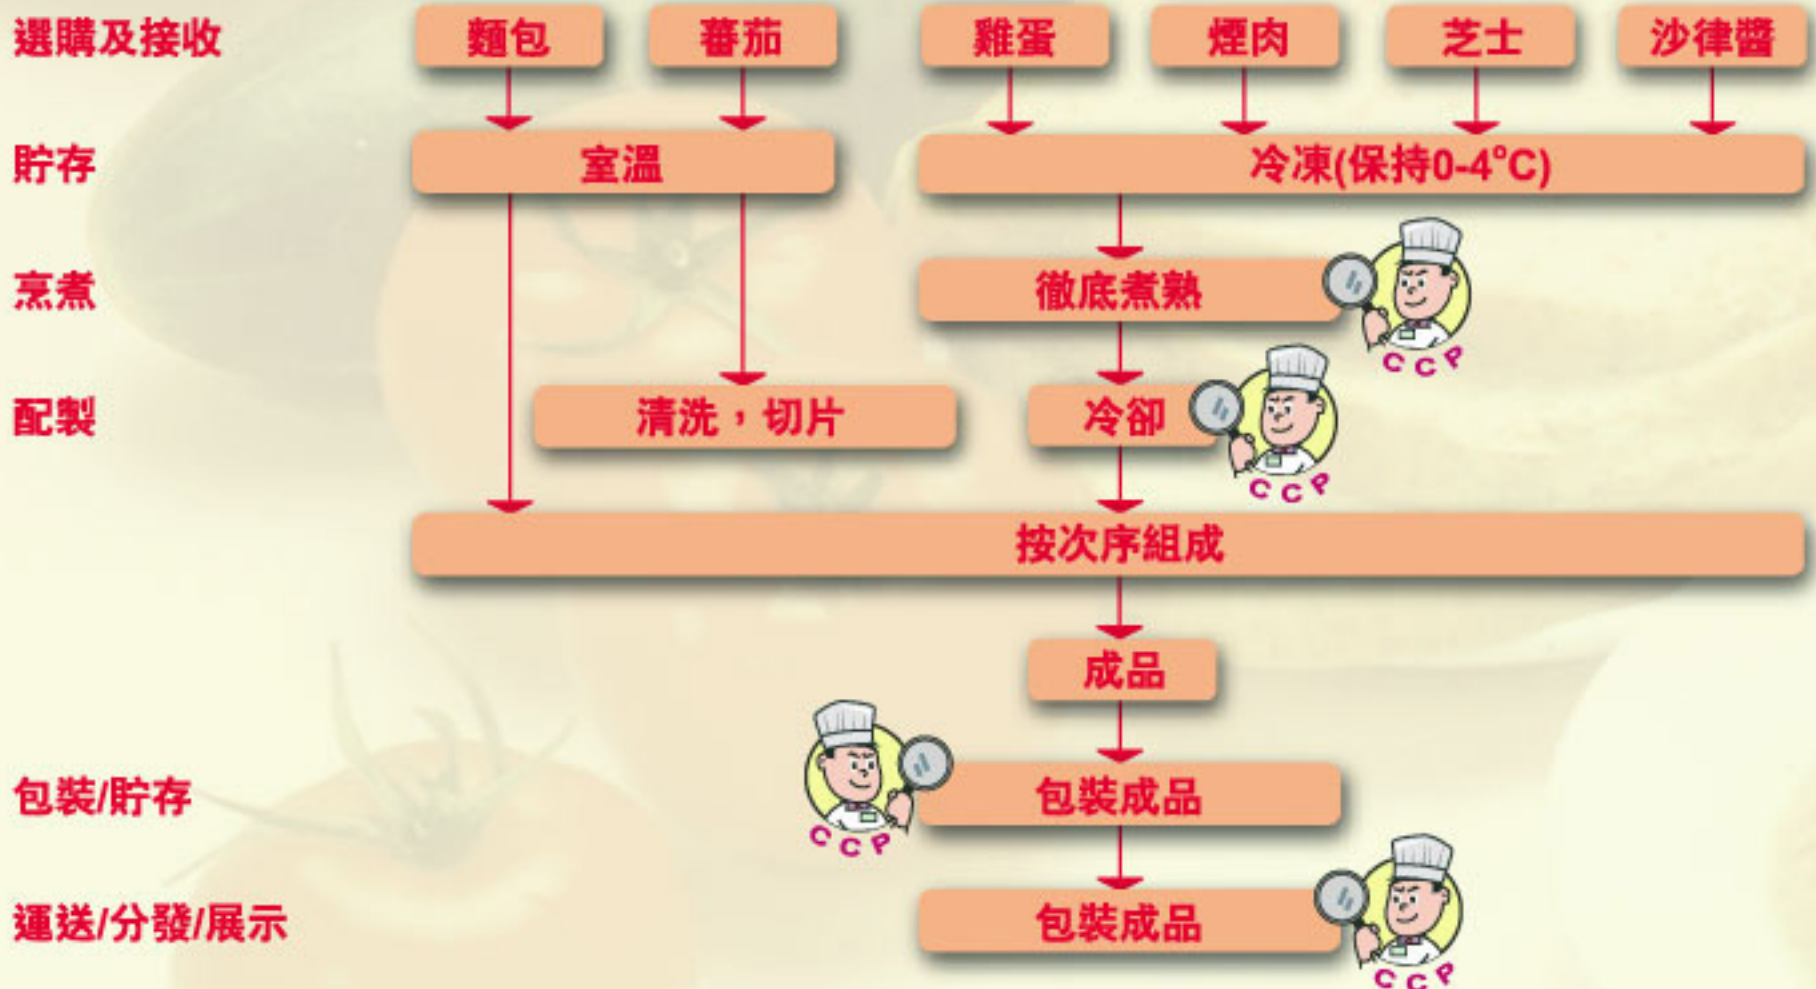 選購及接收 麵包 蕃茄 雞蛋 煙肉 芝士 沙律醬
貯存 室溫 冷凍(保持0-4°C)
烹煮 徹底煮熟
CCP
配製 清洗，切片 冷卻
CCP
按次序組成
成品
包裝/貯存 包裝成品
CCP
運送/分發/展示 包裝成品
CCP